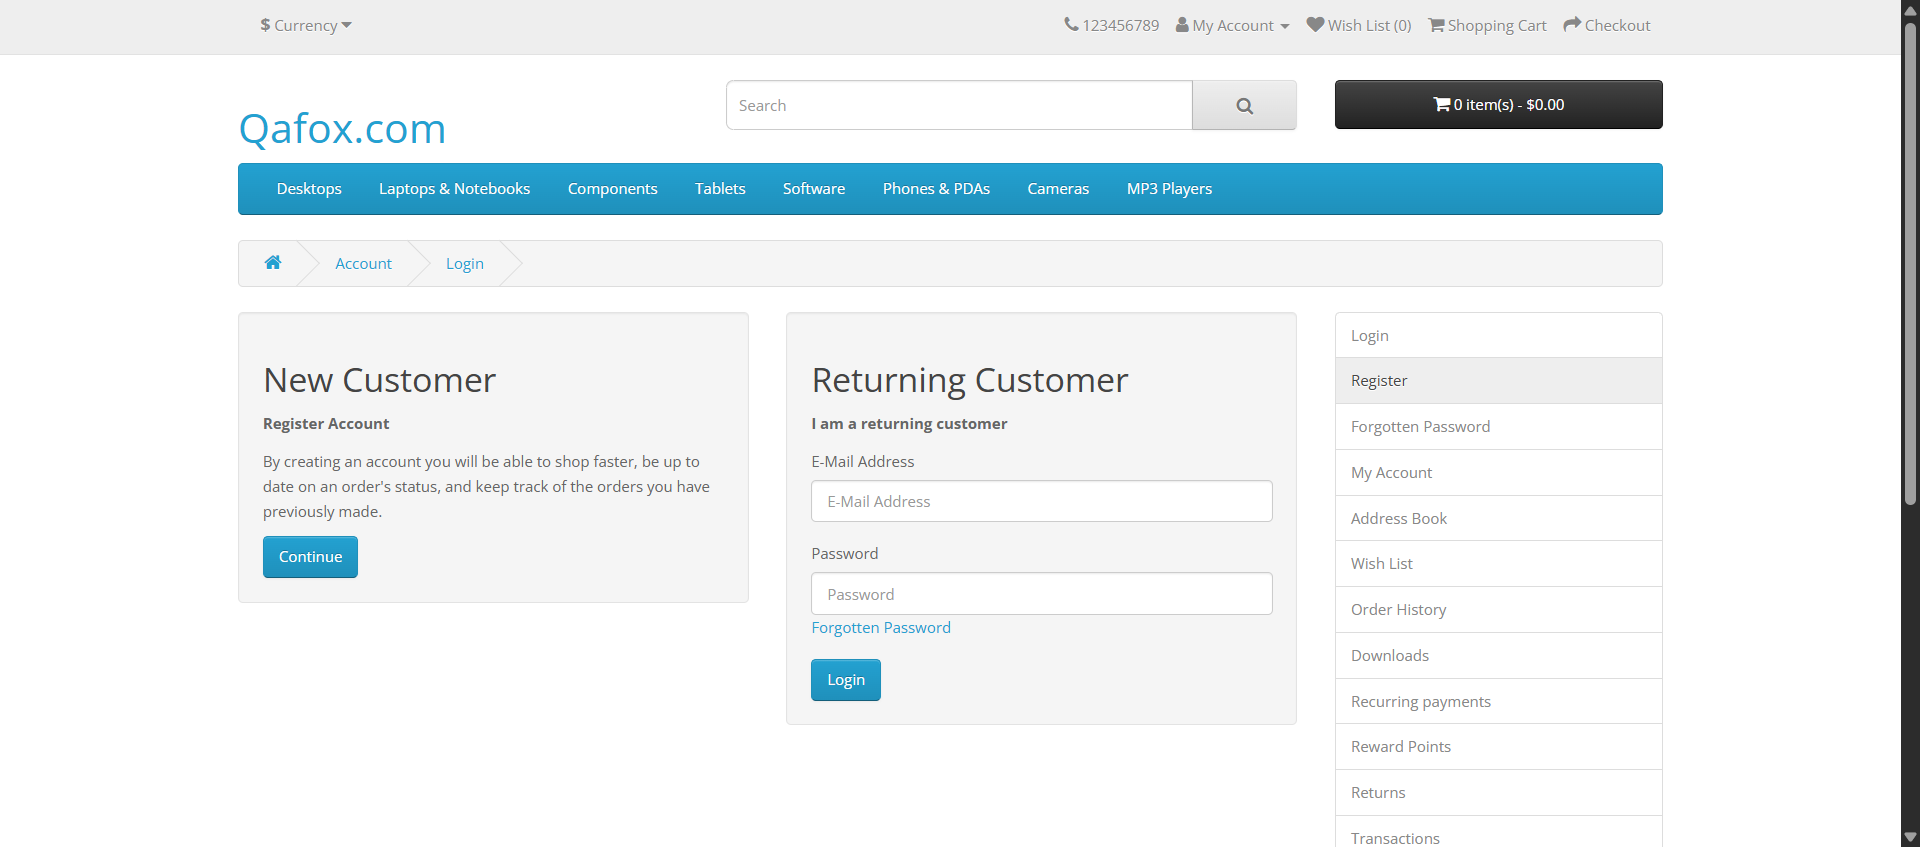 $ Currency
123456789 My Account Wish List (0) Shopping Cart Checkout
Qafox.com
Search
0 item(s) - $0.00
Desktops Laptops & Notebooks Components Tablets Software Phones & PDAs Cameras MP3 Players
Account Login
New Customer
Register Account
By creating an account you will be able to shop faster, be up to
date on an order's status, and keep track of the orders you have
previously made.
Continue
Returning Customer
I am a returning customer
E-Mail Address
E-Mail Address
Password
Password
Forgotten Password
Login
Login
Register
Forgotten Password
My Account
Address Book
Wish List
Order History
Downloads
Recurring payments
Reward Points
Returns
Transactions